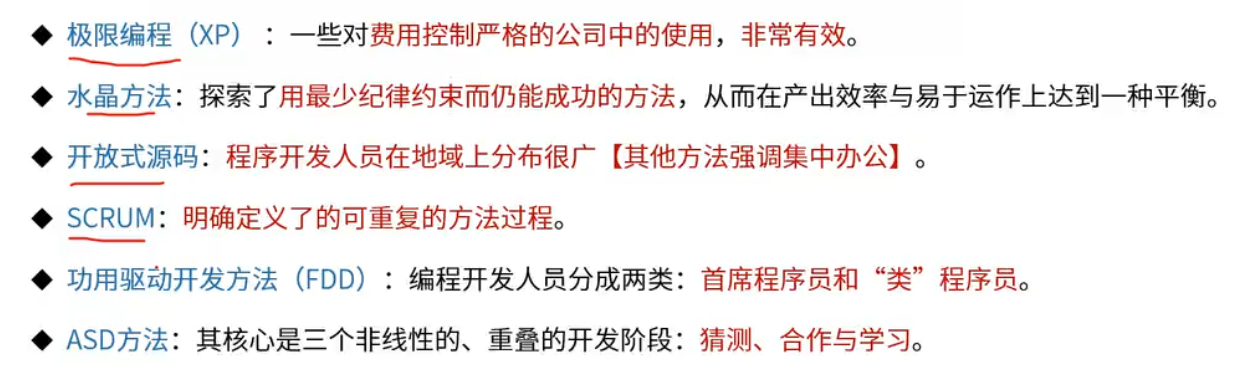 ◆ 极限编程（XP）：一些对费用控制严格的公司中的使用，非常有效。
◆ 水晶方法：探索了用最少纪律约束而仍能成功的方法，从而在产出效率与易于运作上达到一种平衡。
◆ 开放式源码：程序开发人员在地域上分布很广【其他方法强调集中办公】。
◆ SCRUM：明确定义了的可重复的方法过程。
◆ 功用驱动开发方法（FDD）：编程开发人员分成两类：首席程序员和“类”程序员。
◆ ASD方法：其核心是三个非线性的、重叠的开发阶段：猜测、合作与学习。